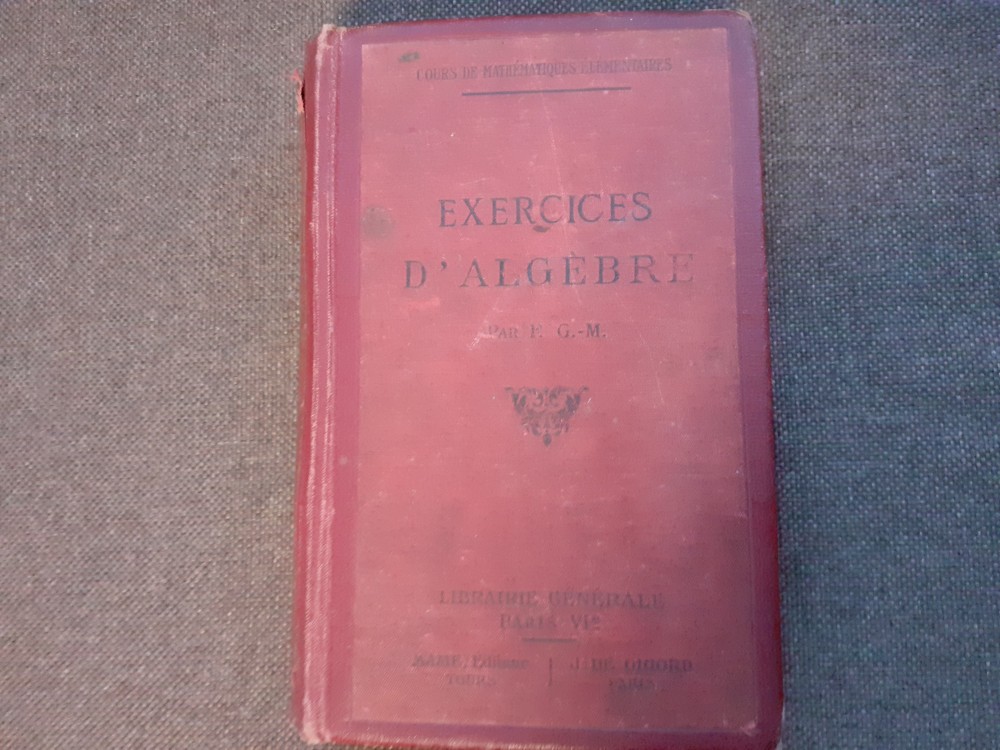 COURS DE MATHÉMATIQUES ÉLÉMENTAIRES
EXERCICES
D'ALGÈBRE
PAR F. G.-M.
LIBRAIRIE GÉNÉRALE
PARIS VIe
MAME, Éditeur
TOURS
J. DE GIGORD
PARIS